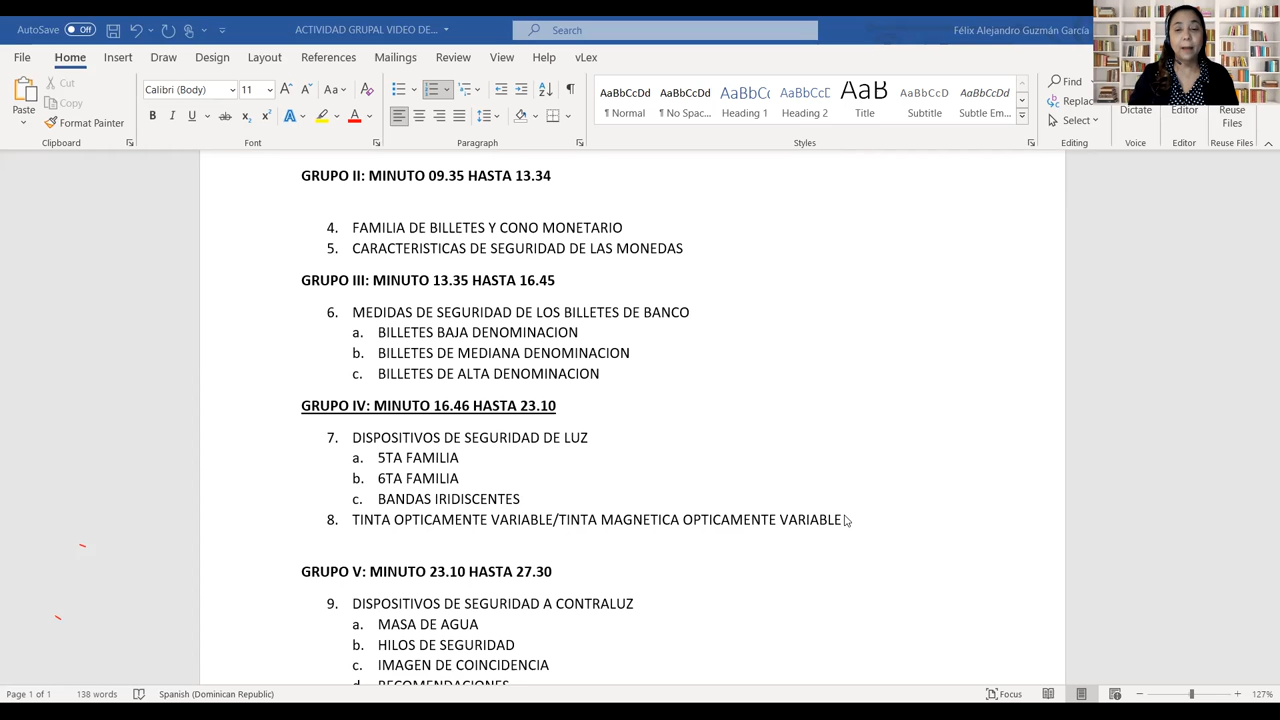 AutoSave Off
ACTIVIDAD GRUPAL VIDEO DE...
Search
Félix Alejandro Guzmán García
File Home Insert Draw Design Layout References Mailings Review View Help vLex
Paste
Cut
Copy
Format Painter
Clipboard
Calibri (Body) 11
Font
Paragraph
AaBbCcDd AaBbCcDd AaBbCc AaBbCcC AaB AaBbCcD AaBbCcDd
¶ Normal ¶ No Spac... Heading 1 Heading 2 Title Subtitle Subtle Em...
Styles
Find
Replac
Select
Editing
Dictate
Voice
Editor
Editor
Reuse Files
Reuse Files
GRUPO II: MINUTO 09.35 HASTA 13.34
4. FAMILIA DE BILLETES Y CONO MONETARIO
5. CARACTERISTICAS DE SEGURIDAD DE LAS MONEDAS
GRUPO III: MINUTO 13.35 HASTA 16.45
6. MEDIDAS DE SEGURIDAD DE LOS BILLETES DE BANCO
a. BILLETES BAJA DENOMINACION
b. BILLETES DE MEDIANA DENOMINACION
c. BILLETES DE ALTA DENOMINACION
GRUPO IV: MINUTO 16.46 HASTA 23.10
7. DISPOSITIVOS DE SEGURIDAD DE LUZ
a. 5TA FAMILIA
b. 6TA FAMILIA
c. BANDAS IRIDISCENTES
8. TINTA OPTICAMENTE VARIABLE/TINTA MAGNETICA OPTICAMENTE VARIABLE
GRUPO V: MINUTO 23.10 HASTA 27.30
9. DISPOSITIVOS DE SEGURIDAD A CONTRALUZ
a. MASA DE AGUA
b. HILOS DE SEGURIDAD
c. IMAGEN DE COINCIDENCIA
d. RECOMENDACIONES
Page 1 of 1 138 words Spanish (Dominican Republic) Focus 127%